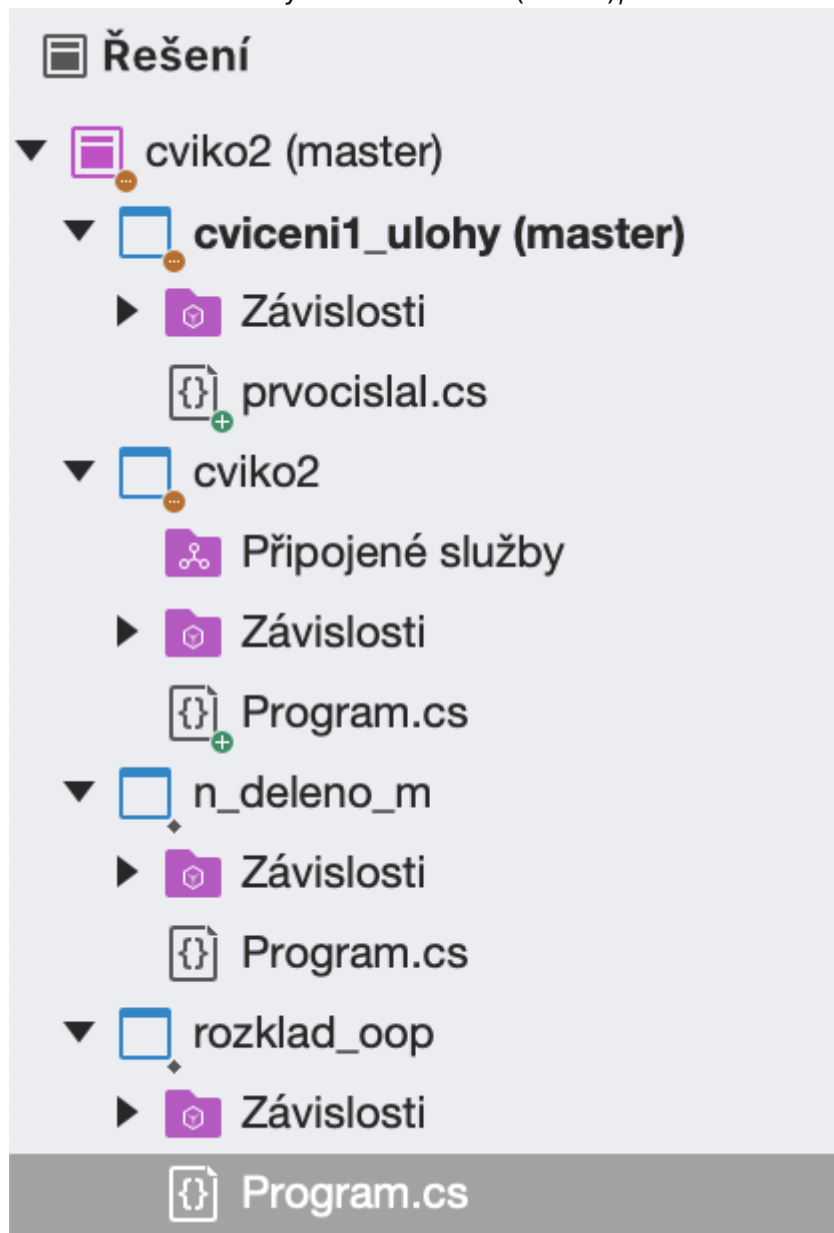 Řešení
cviko2 (master)
cviceni1_ulohy (master)
Závislosti
prvocislaI.cs
cviko2
Připojené služby
Závislosti
Program.cs
n_deleno_m
Závislosti
Program.cs
rozklad_oop
Závislosti
Program.cs